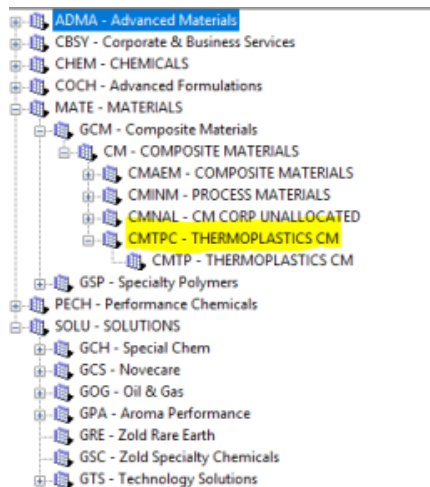 ADMA - Advanced Materials
CBSY - Corporate & Business Services
CHEM - CHEMICALS
COCH - Advanced Formulations
MATE - MATERIALS
GCM - Composite Materials
CM - COMPOSITE MATERIALS
CMAEM - COMPOSITE MATERIALS
CMINM - PROCESS MATERIALS
CMNAL - CM CORP UNALLOCATED
CMTPC - THERMOPLASTICS CM
CMTP - THERMOPLASTICS CM
GSP - Specialty Polymers
PECH - Performance Chemicals
SOLU - SOLUTIONS
GCH - Special Chem
GCS - Novecare
GOG - Oil & Gas
GPA - Aroma Performance
GRE - Zold Rare Earth
GSC - Zold Specialty Chemicals
GTS - Technology Solutions